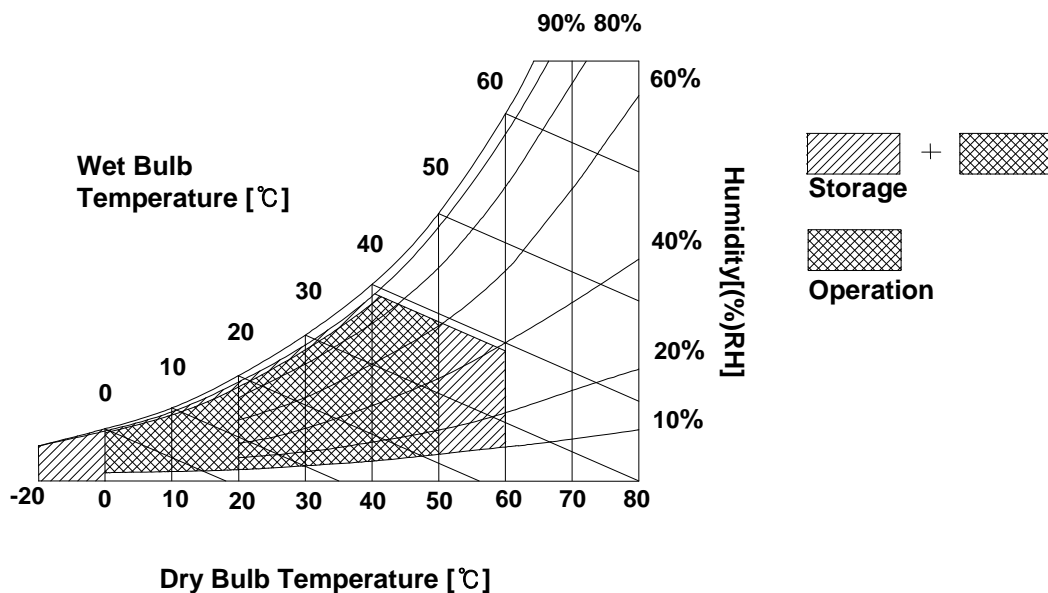 90% 80%
60
60%
50
Wet Bulb
Temperature [℃]
40
40%
30
20
20%
10
0
10%
Humidity[(%)RH]
-20 0 10 20 30 40 50 60 70 80
Dry Bulb Temperature [℃]
+
Storage
Operation